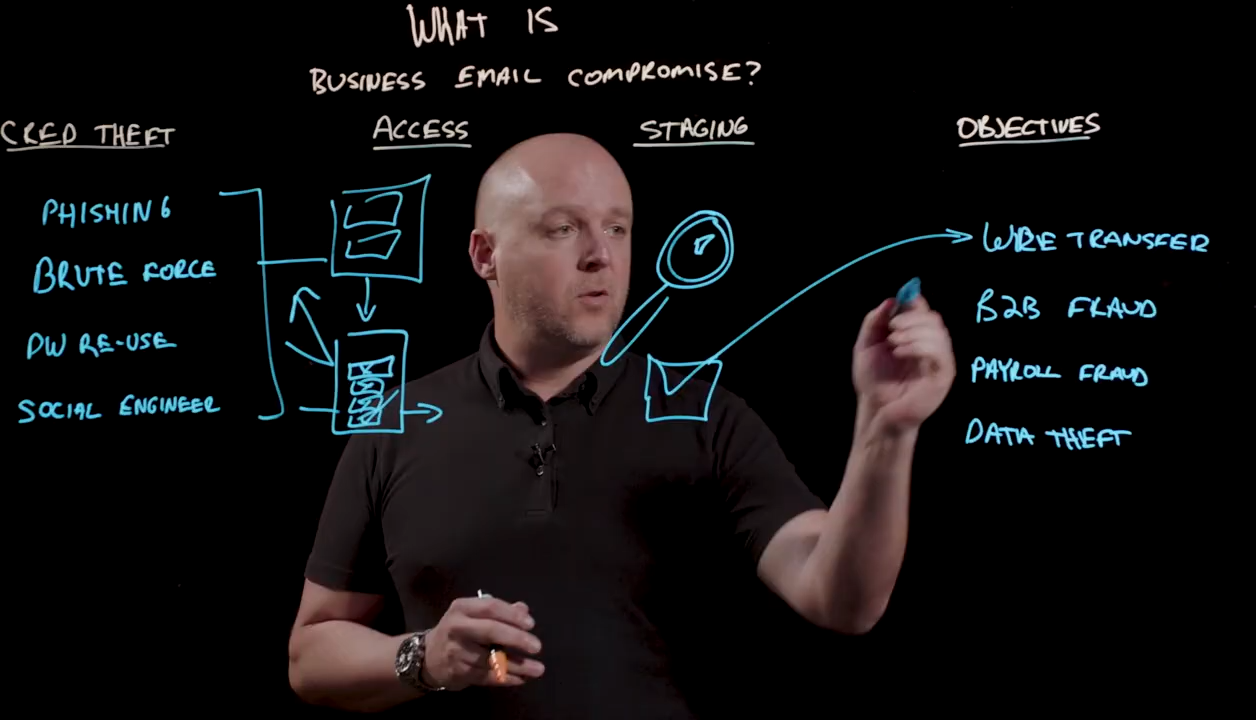 WHAT IS
BUSINESS EMAIL COMPROMISE?
CRED THEFT
PHISHING
BRUTE FORCE
PW RE-USE
SOCIAL ENGINEER
ACCESS
STAGING
OBJECTIVES
WIRE TRANSFER
B2B FRAUD
PAYROLL FRAUD
DATA THEFT